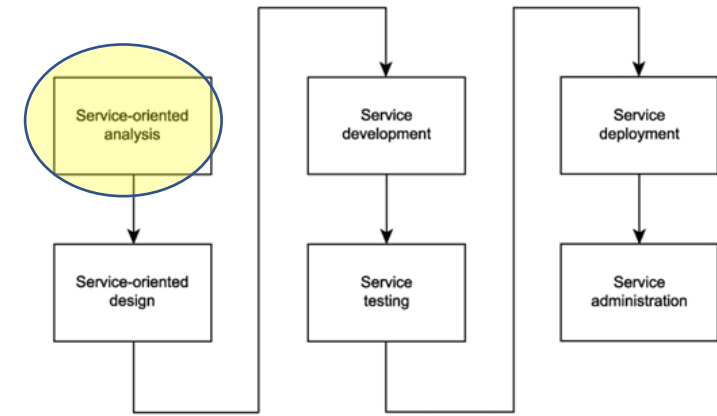 Service-oriented
analysis
Service-oriented
design
Service
development
Service
testing
Service
deployment
Service
administration